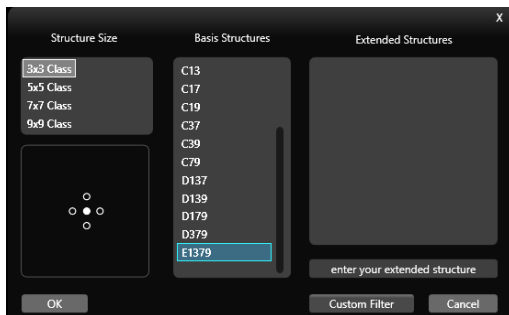 X
Structure Size
Basis Structures
Extended Structures
3x3 Class
5x5 Class
7x7 Class
9x9 Class
C13
C17
C19
C37
C39
C79
D137
D139
D179
D379
E1379
enter your extended structure
OK
Custom Filter
Cancel